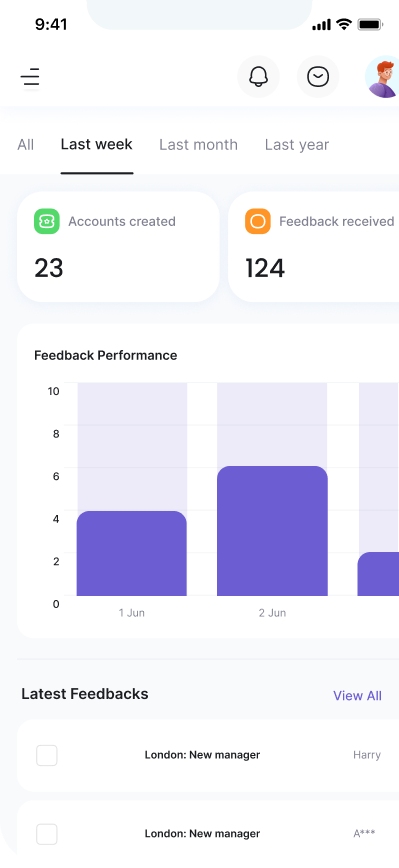 9:41
All Last week Last month Last year
Accounts created Feedback received
23 124
Feedback Performance
10
8
6
4
2
0
1 Jun 2 Jun
Latest Feedbacks View All
London: New manager Harry
London: New manager A***